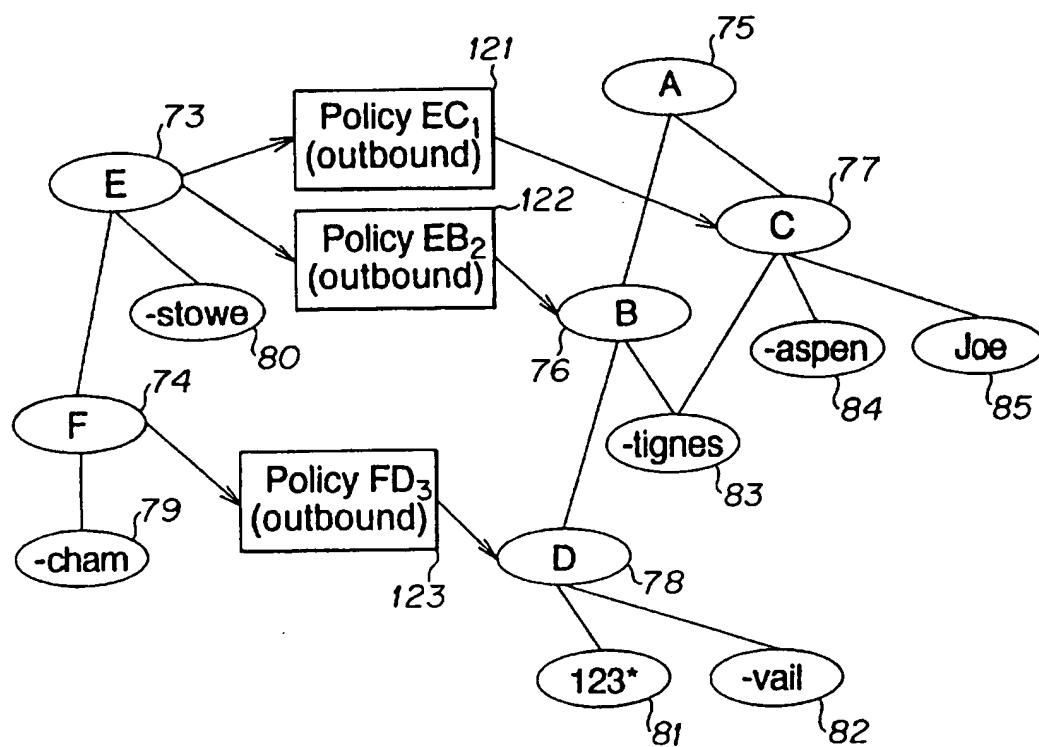 75
121
A
73
Policy EC₁
(outbound)
77
E
122
C
Policy EB₂
(outbound)
-stowe
B
80
76
-aspen
Joe
74
84
85
F
-tignes
Policy FD₃
(outbound)
83
79
-cham
D
78
123
123*
-vail
81
82